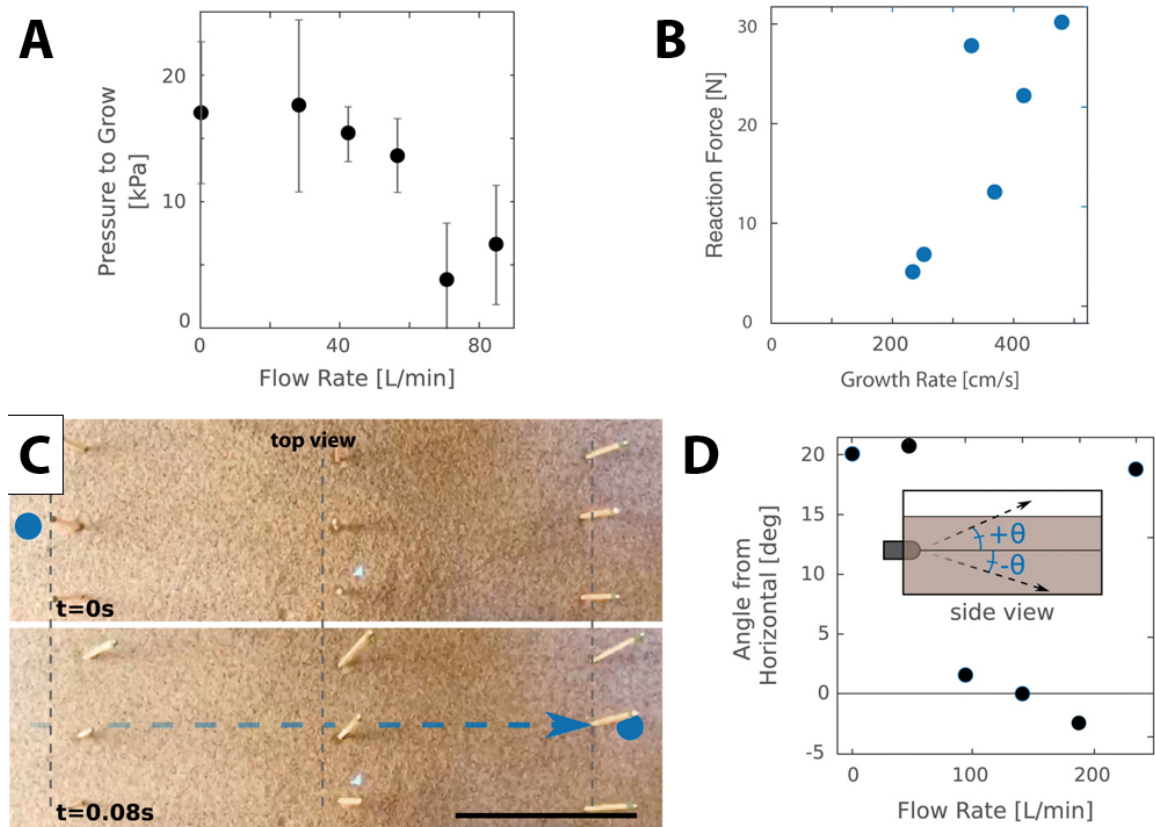 A
Pressure to Grow
[kPa]
20
10
0
0
40
80
Flow Rate [L/min]
B
Reaction Force [N]
30
20
10
0
0
200
400
Growth Rate [cm/s]
C
top view
t=0s
t=0.08s
D
Angle from
Horizontal [deg]
20
15
10
5
0
-5
+θ
-θ
side view
0
100
200
Flow Rate [L/min]